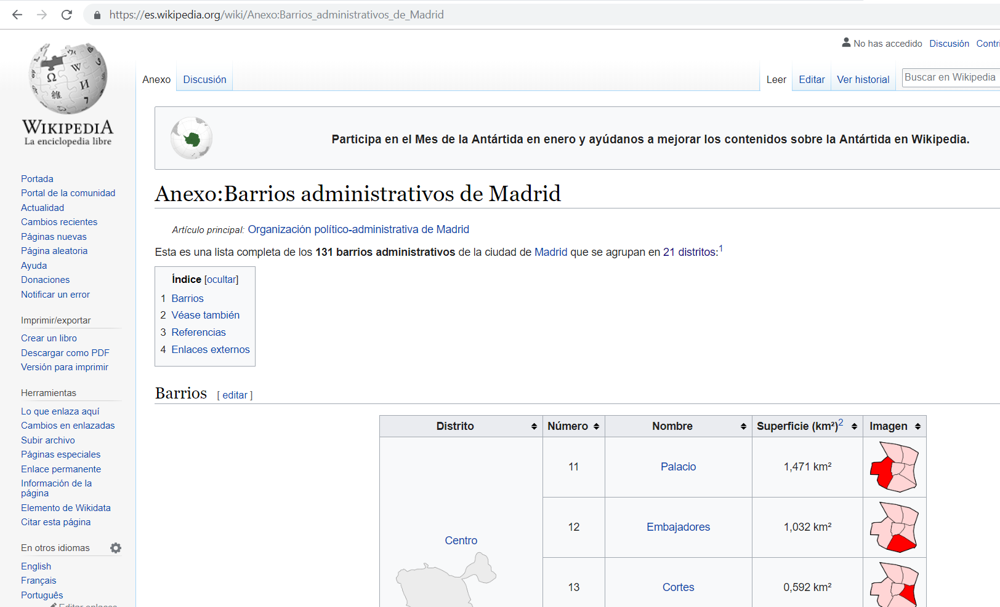 https://es.wikipedia.org/wiki/Anexo:Barrios_administrativos_de_Madrid
No has accedido Discusión Contri
Anexo Discusión Leer Editar Ver historial Buscar en Wikipedia
WIKIPEDIA
La enciclopedia libre
Participa en el Mes de la Antártida en enero y ayúdanos a mejorar los contenidos sobre la Antártida en Wikipedia.
Portada
Portal de la comunidad
Actualidad
Cambios recientes
Páginas nuevas
Página aleatoria
Ayuda
Donaciones
Notificar un error
Imprimir/exportar
Crear un libro
Descargar como PDF
Versión para imprimir
Herramientas
Lo que enlaza aquí
Cambios en enlazadas
Subir archivo
Páginas especiales
Enlace permanente
Información de la
página
Elemento de Wikidata
Citar esta página
En otros idiomas
English
Français
Português
Editar enlaces
Anexo:Barrios administrativos de Madrid
Artículo principal: Organización político-administrativa de Madrid
Esta es una lista completa de los 131 barrios administrativos de la ciudad de Madrid que se agrupan en 21 distritos:1
Índice [ocultar]
1 Barrios
2 Véase también
3 Referencias
4 Enlaces externos
Barrios [ editar ]
Distrito Número Nombre Superficie (km²)2 Imagen
11 Palacio 1,471 km²
12 Embajadores 1,032 km²
Centro
13 Cortes 0,592 km²